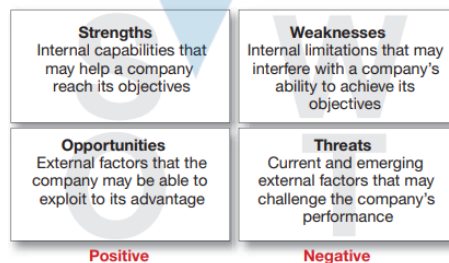 Strengths
Internal capabilities that
may help a company
reach its objectives
Weaknesses
Internal limitations that may
interfere with a company’s
ability to achieve its
objectives
Opportunities
External factors that the
company may be able to
exploit to its advantage
Threats
Current and emerging
external factors that may
challenge the company’s
performance
S
W
O
T
Positive
Negative